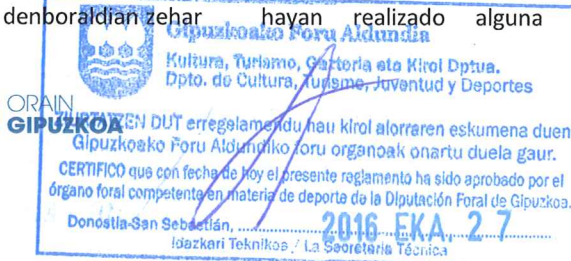 denboraldian zehar hayan realizado alguna
Gipuzkoako Foru Aldundia
Kultura, Turismo, Gazteria eta Kirol Dptua.
Dpto. de Cultura, Turismo, Juventud y Deportes
ORAIN
GIPUZKOA
ZIURTATZEN DUT erregelamendu hau kirol alorraren eskumena duen
Gipuzkoako Foru Aldundiko foru organoak onartu duela gaur.
CERTIFICO que con fecha de hoy el presente reglamento ha sido aprobado por el
órgano foral competente en materia de deporte de la Diputación Foral de Gipuzkoa.
Donostia-San Sebastián, 2016 EKA. 27
Idazkari Teknikoa / La Secretaria Técnica